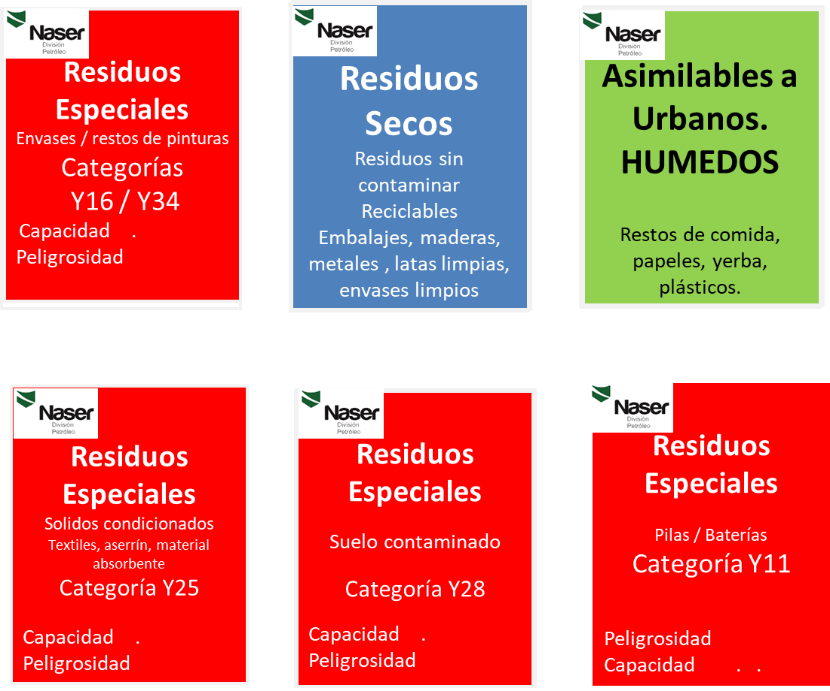 Naser
División
Petróleo
Residuos
Especiales
Envases / restos de pinturas
Categorías
Y16 / Y34
Capacidad .
Peligrosidad
Naser
División
Petróleo
Residuos
Secos
Residuos sin
contaminar
Reciclables
Embalajes, maderas,
metales , latas limpias,
envases limpios
Naser
División
Petróleo
Asimilables a
Urbanos.
HUMEDOS
Restos de comida,
papeles, yerba,
plásticos.
Naser
División
Petróleo
Residuos
Especiales
Solidos condicionados
Textiles, aserrín, material
absorbente
Categoría Y25
Capacidad .
Peligrosidad
Naser
División
Petróleo
Residuos
Especiales
Suelo contaminado
Categoría Y28
Capacidad .
Peligrosidad
Naser
División
Petróleo
Residuos
Especiales
Pilas / Baterías
Categoría Y11
Peligrosidad
Capacidad . .